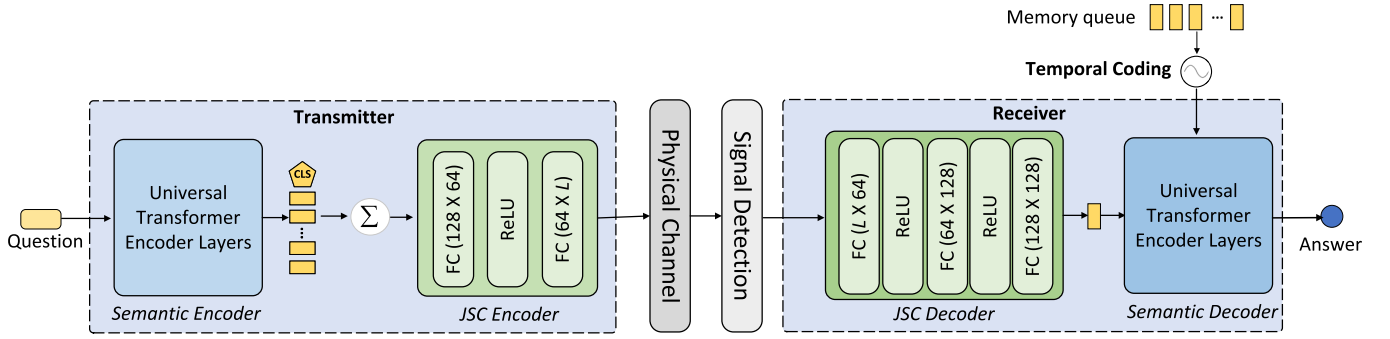 Memory queue
...
Temporal Coding
Transmitter
Receiver
Question
Universal
Transformer
Encoder Layers
Semantic Encoder
CLS
...
Σ
FC (128 X 64)
ReLU
FC (64 X L)
JSC Encoder
Physical Channel
Signal Detection
FC (L X 64)
ReLU
FC (64 X 128)
ReLU
FC (128 X 128)
JSC Decoder
Universal
Transformer
Encoder Layers
Semantic Decoder
Answer